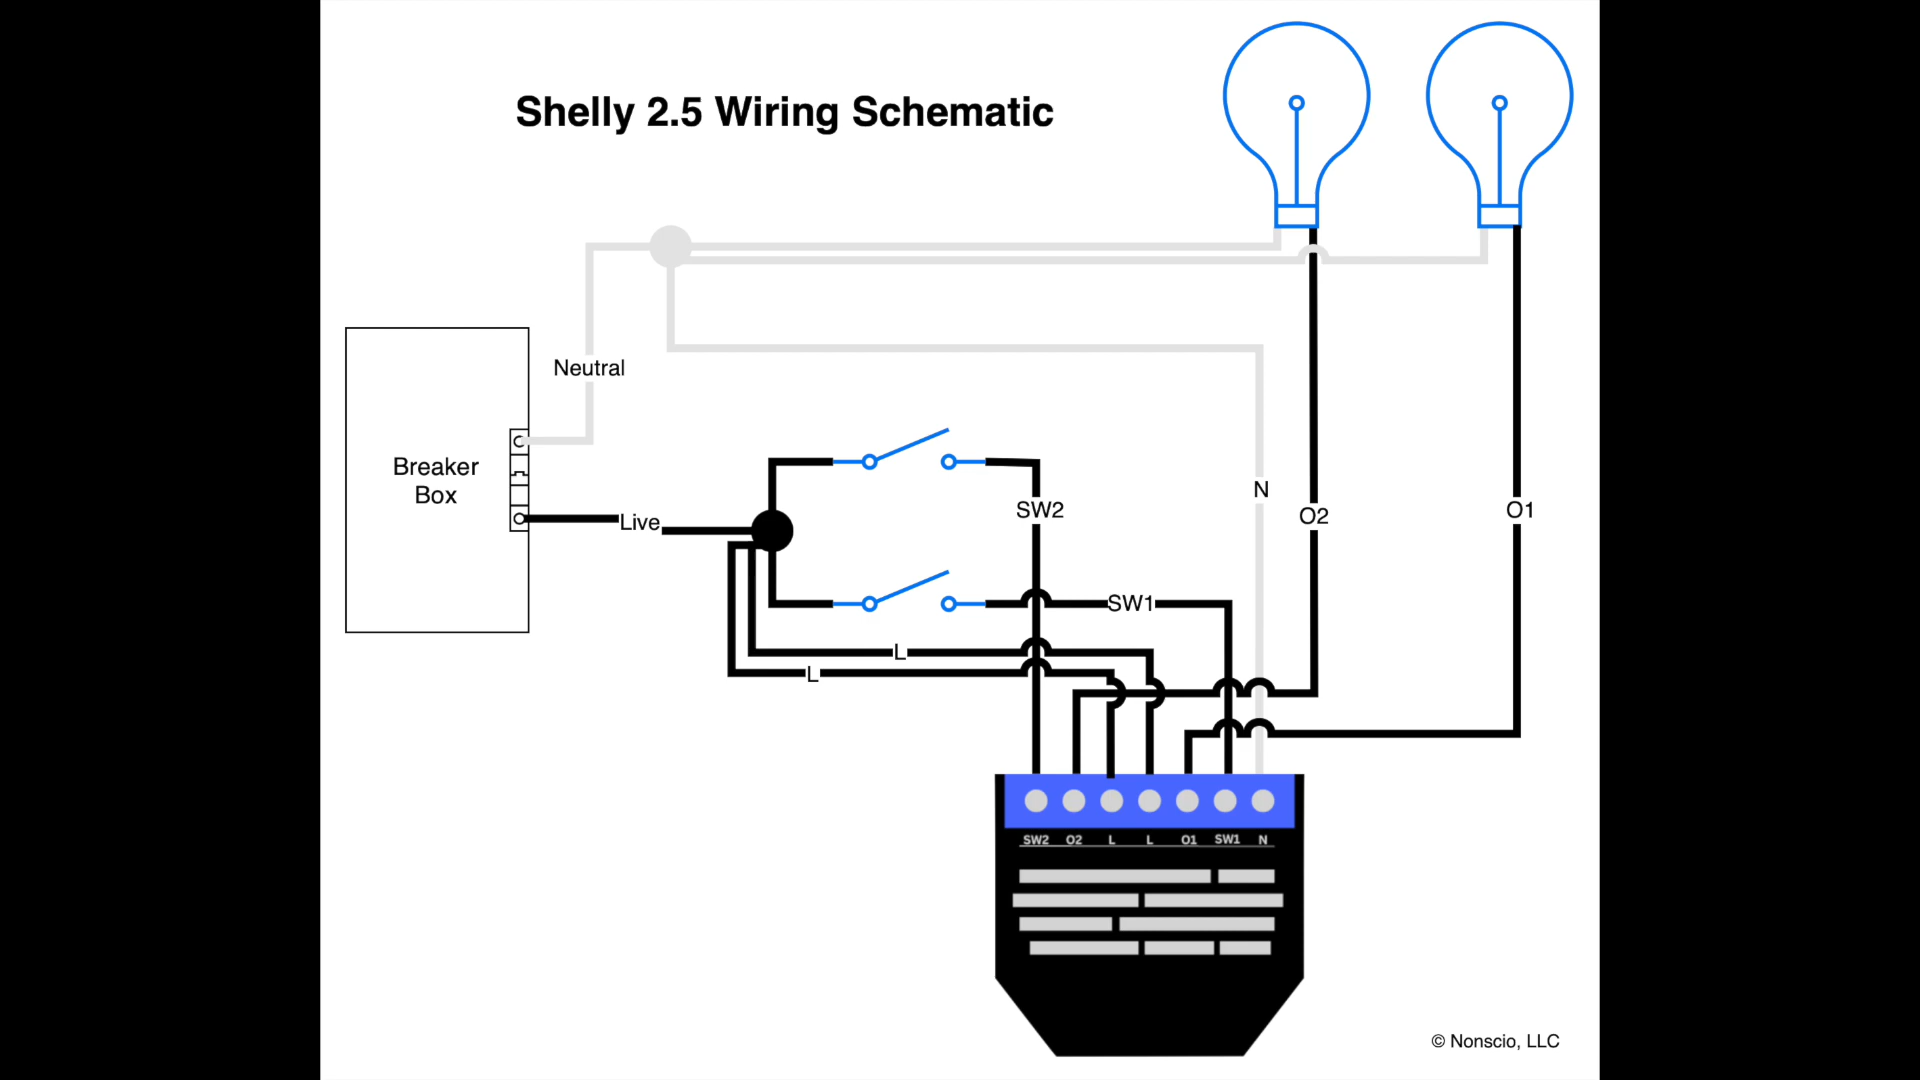 Shelly 2.5 Wiring Schematic
Neutral
Breaker
Box
Live
SW2
N
O2
O1
SW1
L
L
SW2 O2 L L O1 SW1 N
© Nonscio, LLC